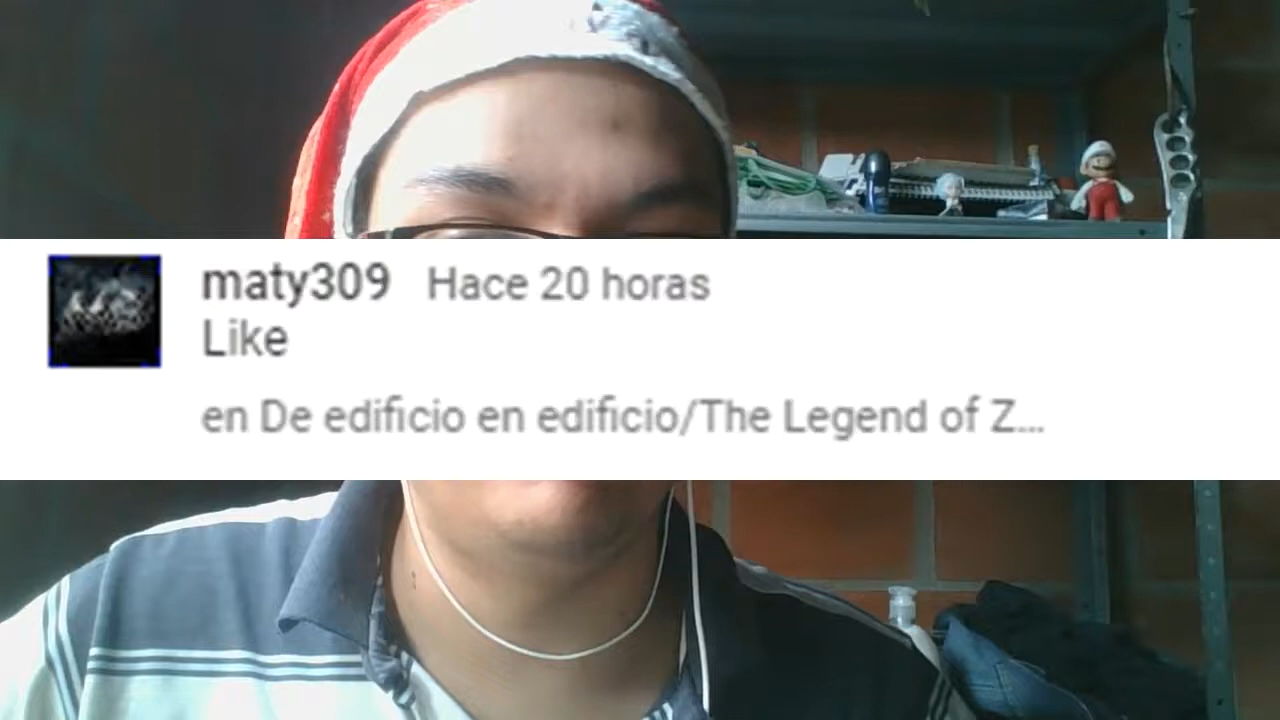 maty309 Hace 20 horas
Like
en De edificio en edificio/The Legend of Z...